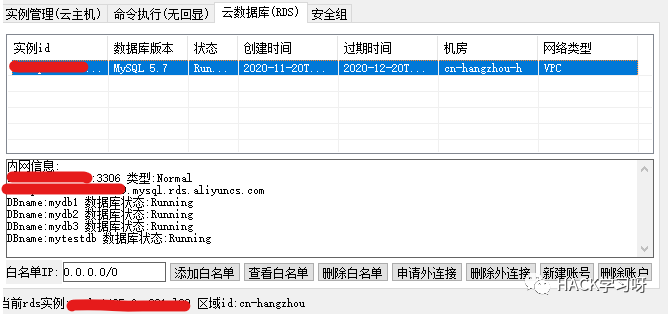 实例管理(云主机) 命令执行(无回显) 云数据库(RDS) 安全组
实例id 数据库版本 状态 创建时间 过期时间 机房 网络类型
... MySQL 5.7 Run... 2020-11-20T... 2020-12-20T... cn-hangzhou-h VPC
内网信息:
:3306 类型:Normal
.mysql.rds.aliyuncs.com
DBname:mydb1 数据库状态:Running
DBname:mydb2 数据库状态:Running
DBname:mydb3 数据库状态:Running
DBname:mytestdb 数据库状态:Running
白名单IP: 0.0.0.0/0 添加白名单 查看白名单 删除白名单 申请外连接 删除外连接 新建账号 删除账户
HACK学习呀
当前rds实例: 区域id:cn-hangzhou